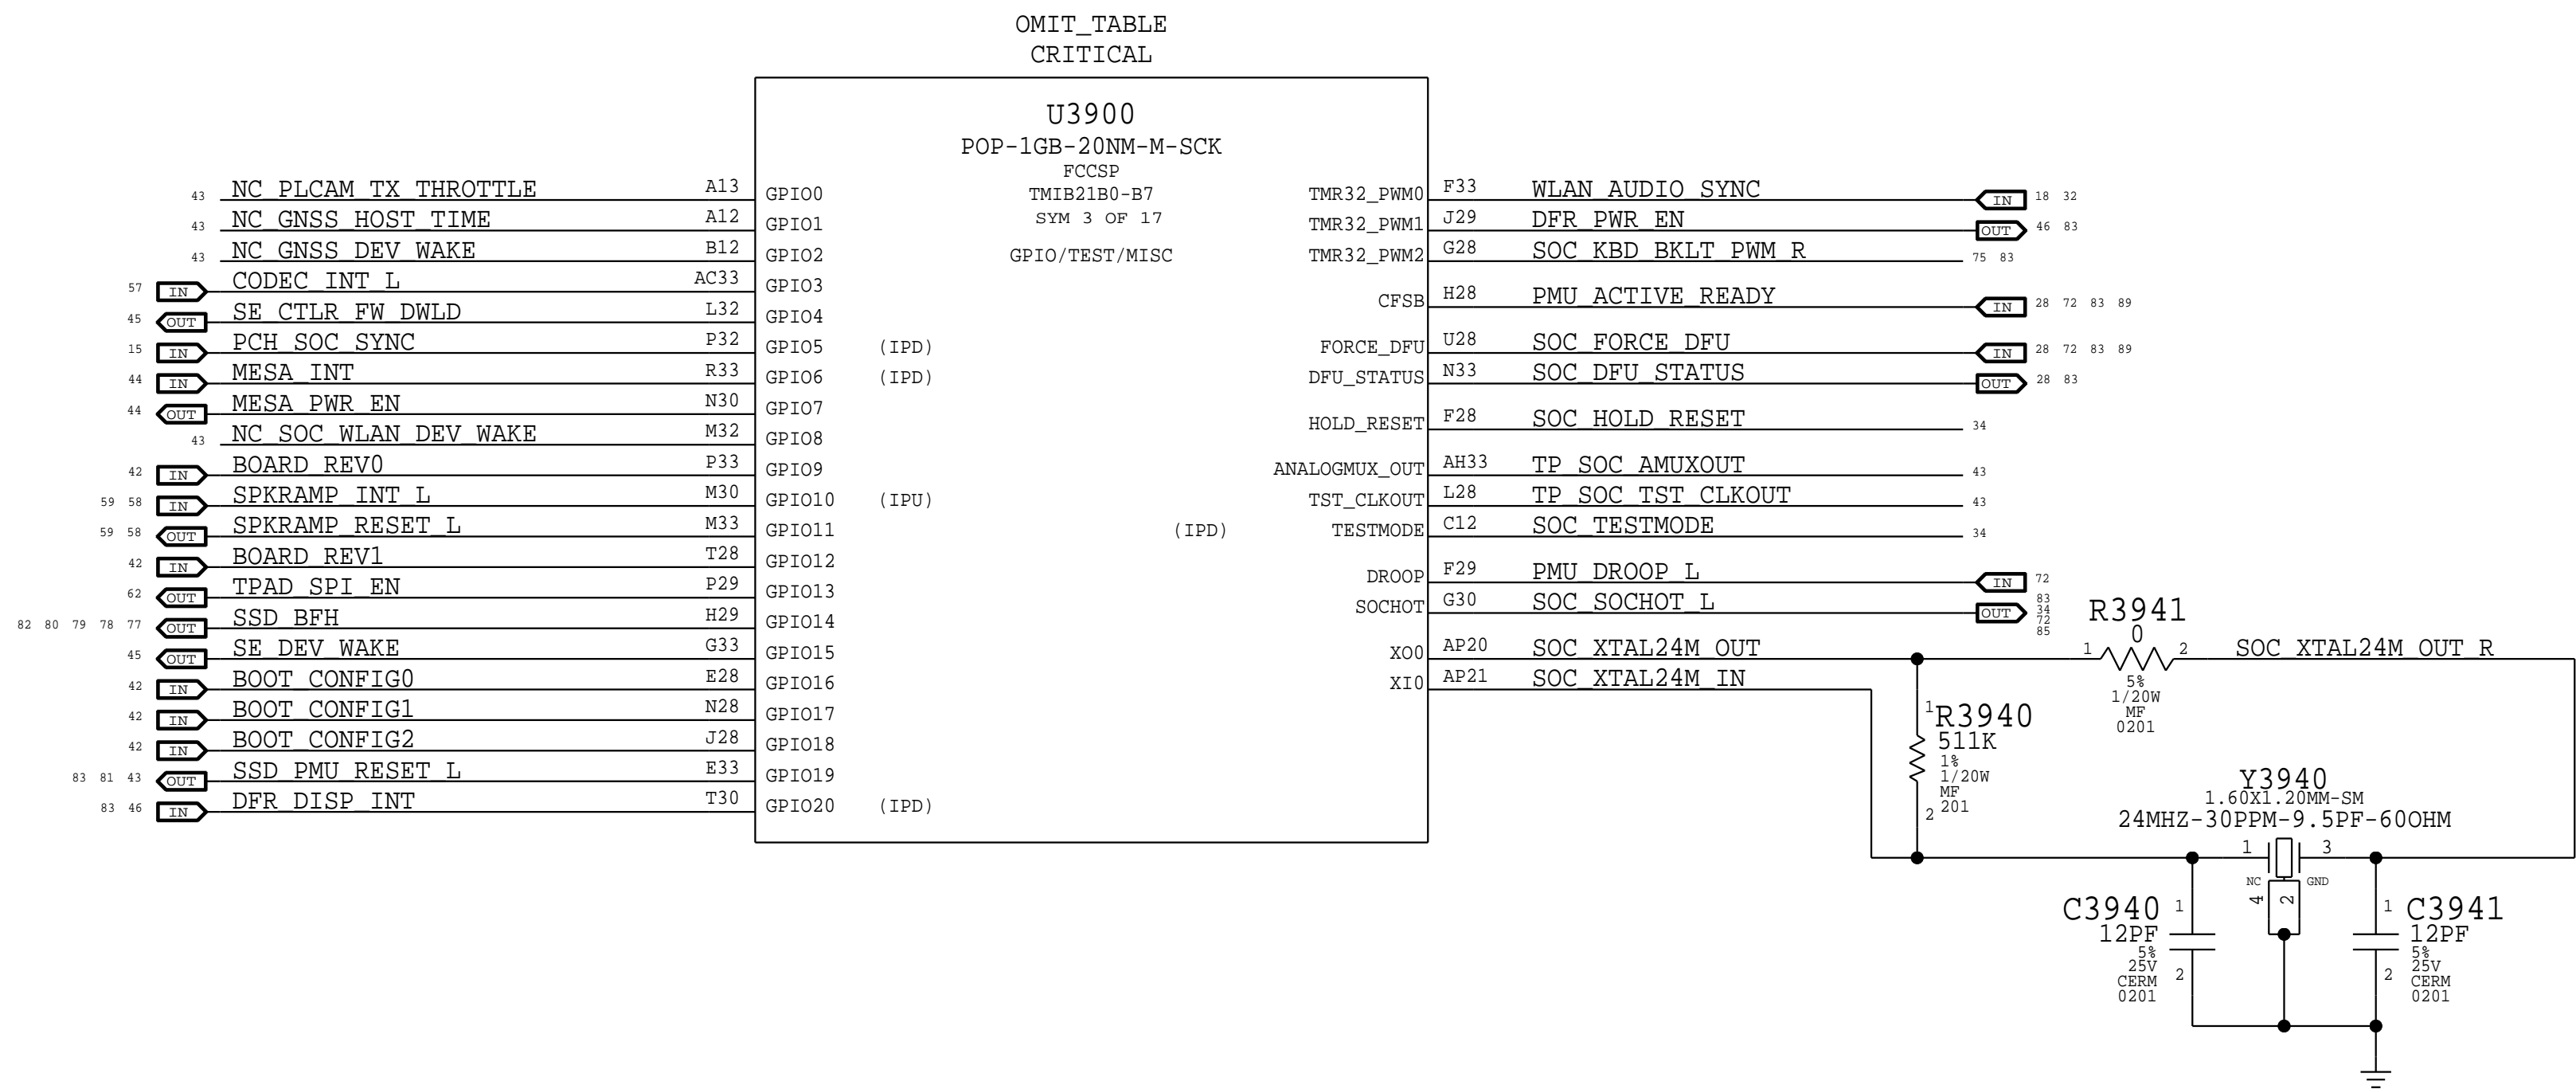 OMIT_TABLE
CRITICAL
U3900
POP-1GB-20NM-M-SCK
FCCSP
TMIB21B0-B7
SYM 3 OF 17
GPIO/TEST/MISC
43 NC_PLCAM_TX_THROTTLE A13 GPIO0
43 NC_GNSS_HOST_TIME A12 GPIO1
43 NC_GNSS_DEV_WAKE B12 GPIO2
57 IN CODEC_INT_L AC33 GPIO3
45 OUT SE_CTLR_FW_DWLD L32 GPIO4
15 IN PCH_SOC_SYNC P32 GPIO5 (IPD)
44 IN MESA_INT R33 GPIO6 (IPD)
44 OUT MESA_PWR_EN N30 GPIO7
43 NC_SOC_WLAN_DEV_WAKE M32 GPIO8
42 IN BOARD_REV0 P33 GPIO9
59 58 IN SPKRAMP_INT_L M30 GPIO10 (IPU)
59 58 OUT SPKRAMP_RESET_L M33 GPIO11
42 IN BOARD_REV1 T28 GPIO12
62 OUT TPAD_SPI_EN P29 GPIO13
82 80 79 78 77 OUT SSD_BFH H29 GPIO14
45 OUT SE_DEV_WAKE G33 GPIO15
42 IN BOOT_CONFIG0 E28 GPIO16
42 IN BOOT_CONFIG1 N28 GPIO17
42 IN BOOT_CONFIG2 J28 GPIO18
83 81 43 OUT SSD_PMU_RESET_L E33 GPIO19
83 46 IN DFR_DISP_INT T30 GPIO20 (IPD)
TMR32_PWM0 F33 WLAN_AUDIO_SYNC IN 18 32
TMR32_PWM1 J29 DFR_PWR_EN OUT 46 83
TMR32_PWM2 G28 SOC_KBD_BKLT_PWM_R 75 83
CFSB H28 PMU_ACTIVE_READY IN 28 72 83 89
FORCE_DFU U28 SOC_FORCE_DFU IN 28 72 83 89
DFU_STATUS N33 SOC_DFU_STATUS OUT 28 83
HOLD_RESET F28 SOC_HOLD_RESET 34
ANALOGMUX_OUT AH33 TP_SOC_AMUXOUT 43
TST_CLKOUT L28 TP_SOC_TST_CLKOUT 43
(IPD) TESTMODE C12 SOC_TESTMODE 34
DROOP F29 PMU_DROOP_L IN 72
83
SOCHOT G30 SOC_SOCHOT_L OUT 34
72
85
XO0 AP20 SOC_XTAL24M_OUT
XI0 AP21 SOC_XTAL24M_IN
R3941
0
1 2 SOC_XTAL24M_OUT_R
5%
1/20W
MF
0201
1 R3940
511K
1%
1/20W
MF
2 201
Y3940
1.60X1.20MM-SM
24MHZ-30PPM-9.5PF-60OHM
1 3
NC GND
4 2
C3940 1
12PF
5%
25V
CERM 2
0201
1 C3941
12PF
5%
25V
2 CERM
0201